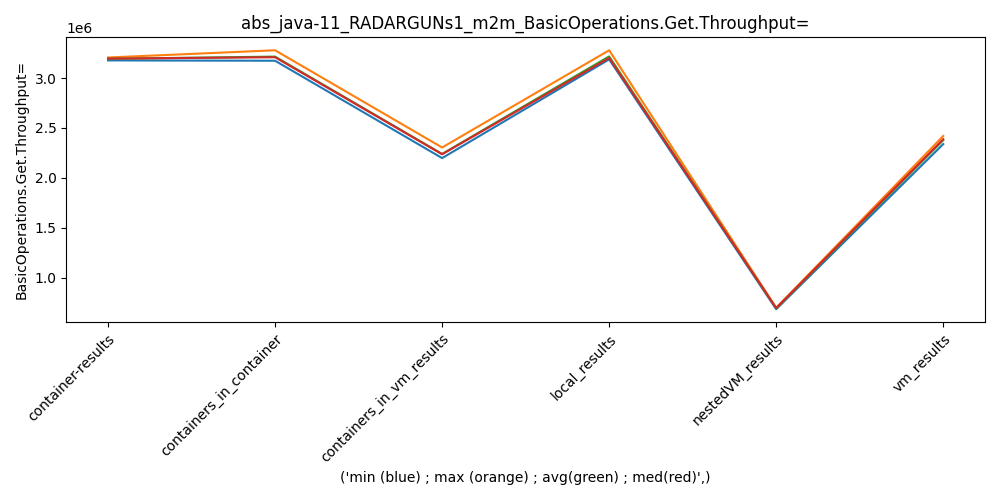 abs_java-11_RADARGUNs1_m2m_BasicOperations.Get.Throughput=
1e6
BasicOperations.Get.Throughput=
3.0
2.5
2.0
1.5
1.0
container-results
containers_in_container
containers_in_vm_results
local_results
nestedVM_results
vm_results
('min (blue) ; max (orange) ; avg(green) ; med(red)',)